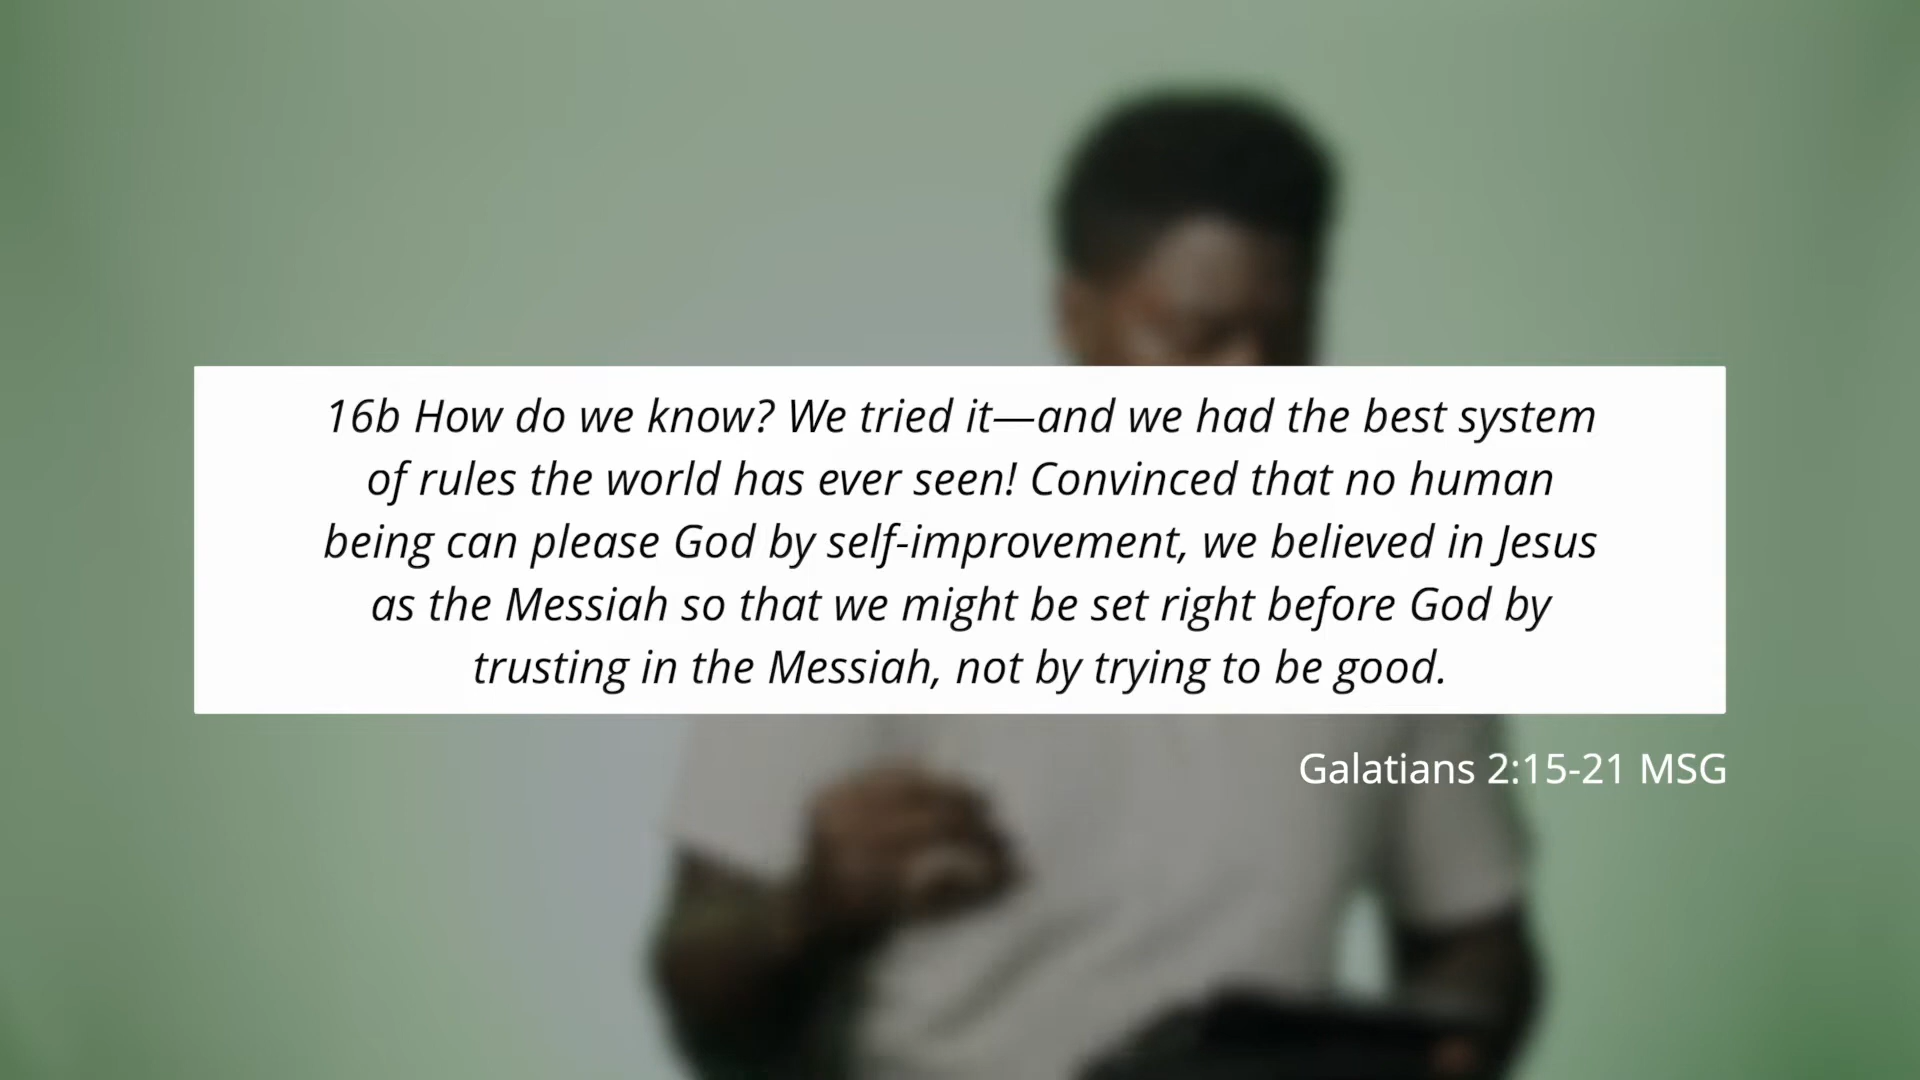 16b How do we know? We tried it—and we had the best system
of rules the world has ever seen! Convinced that no human
being can please God by self-improvement, we believed in Jesus
as the Messiah so that we might be set right before God by
trusting in the Messiah, not by trying to be good.
Galatians 2:15-21 MSG